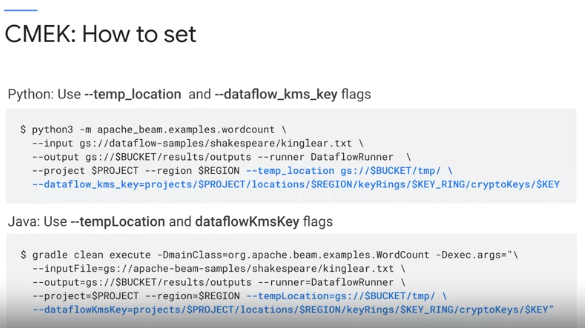 CMEK: How to set
Python: Use --temp_location and --dataflow_kms_key flags
$ python3 -m apache_beam.examples.wordcount \
--input gs://dataflow-samples/shakespeare/kinglear.txt \
--output gs://$BUCKET/results/outputs --runner DataflowRunner \
--project $PROJECT --region $REGION --temp_location gs://$BUCKET/tmp/ \
--dataflow_kms_key=projects/$PROJECT/locations/$REGION/keyRings/$KEY_RING/cryptoKeys/$KEY
Java: Use --tempLocation and dataflowKmsKey flags
$ gradle clean execute -DmainClass=org.apache.beam.examples.WordCount -Dexec.args="\
--inputFile=gs://apache-beam-samples/shakespeare/kinglear.txt \
--output=gs://$BUCKET/results/outputs --runner=DataflowRunner \
--project=$PROJECT --region=$REGION --tempLocation=gs://$BUCKET/tmp/ \
--dataflowKmsKey=projects/$PROJECT/locations/$REGION/keyRings/$KEY_RING/cryptoKeys/$KEY"